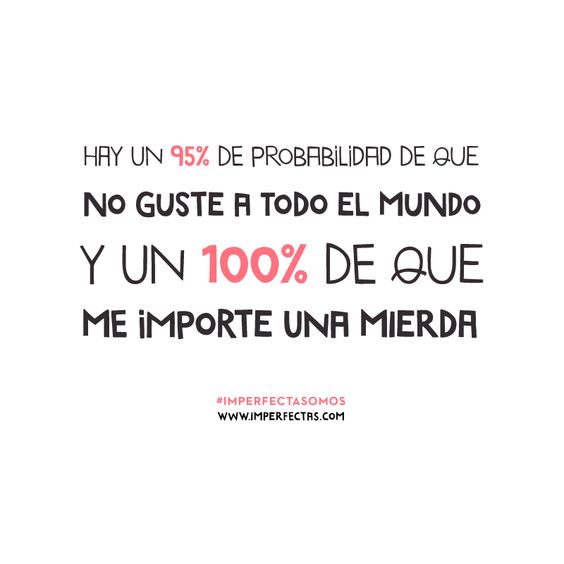 HAY UN 95% DE PROBABILIDAD DE QUE
NO GUSTE A TODO EL MUNDO
Y UN 100% DE QUE
ME IMPORTE UNA MIERDA
#IMPERFECTASOMOS
WWW.IMPERFECTAS.COM